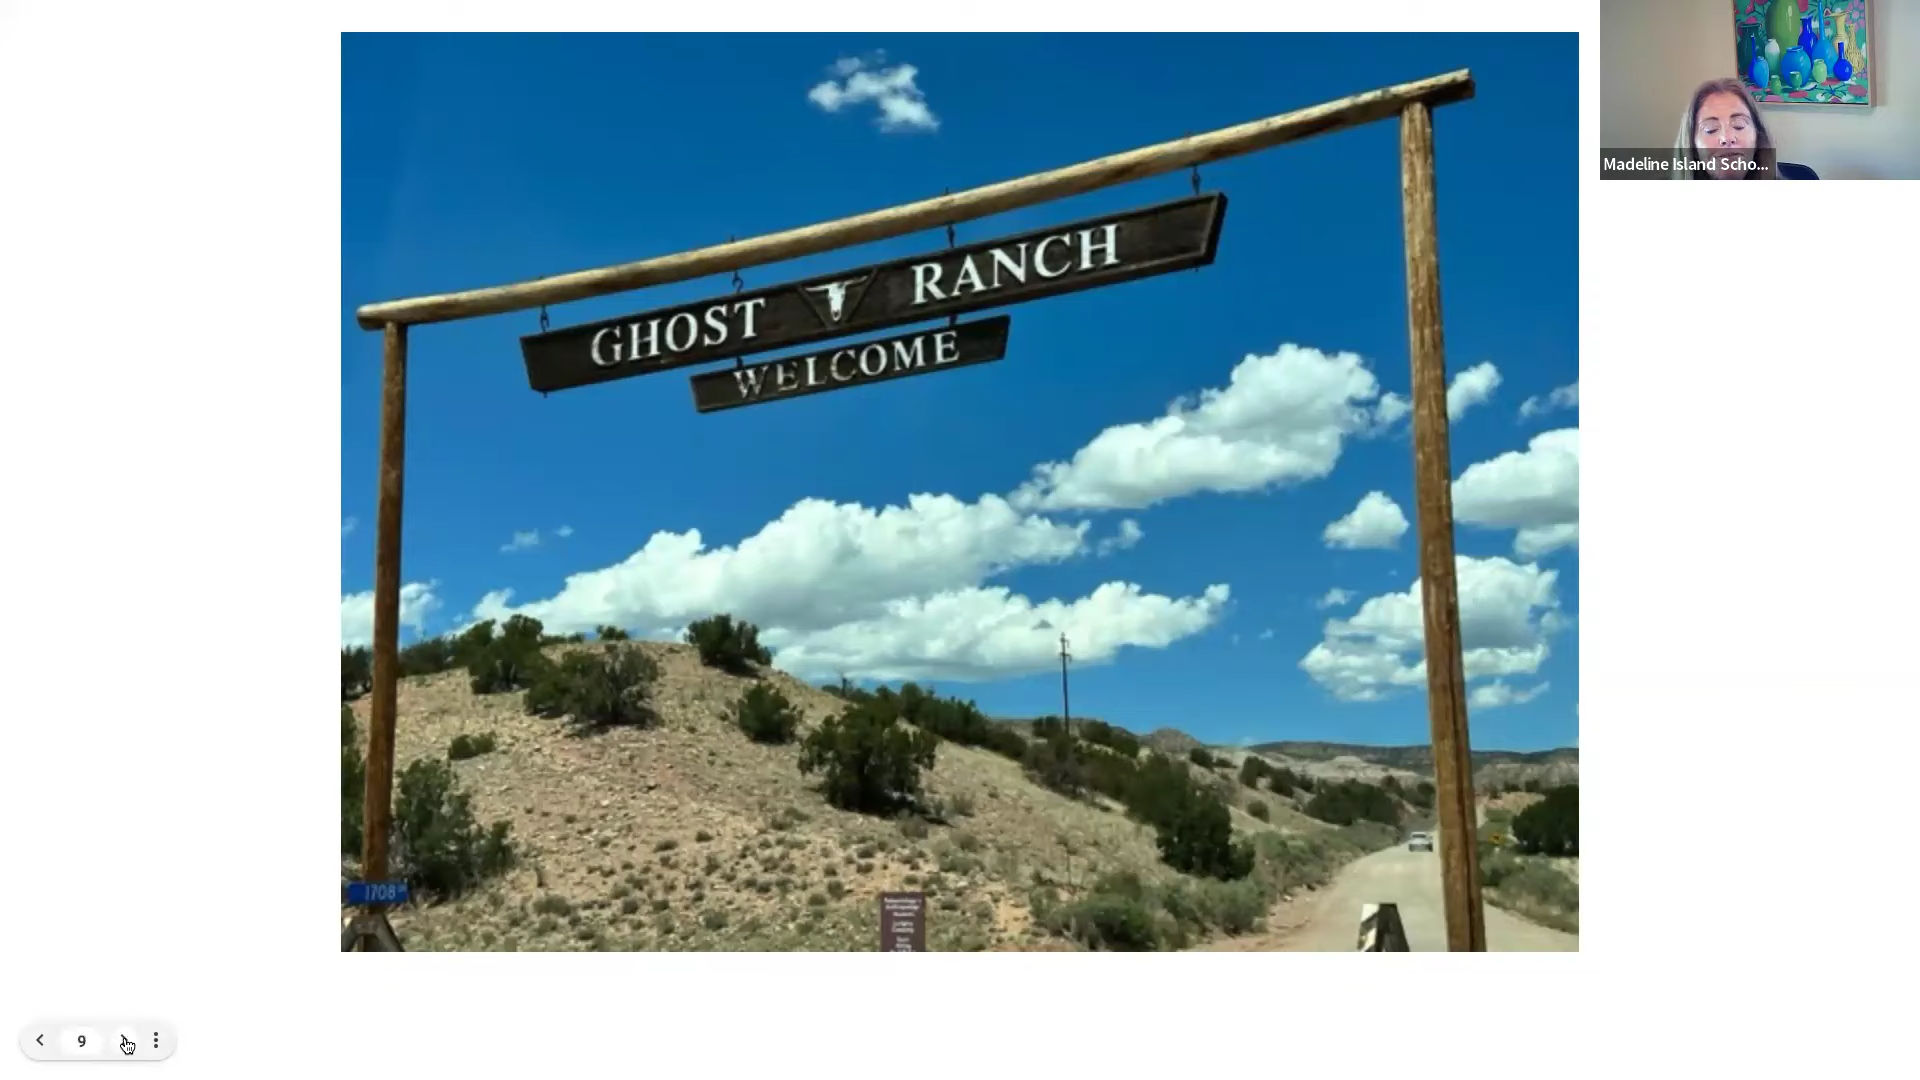 Madeline Island Scho...
GHOST RANCH
WELCOME
1708
9